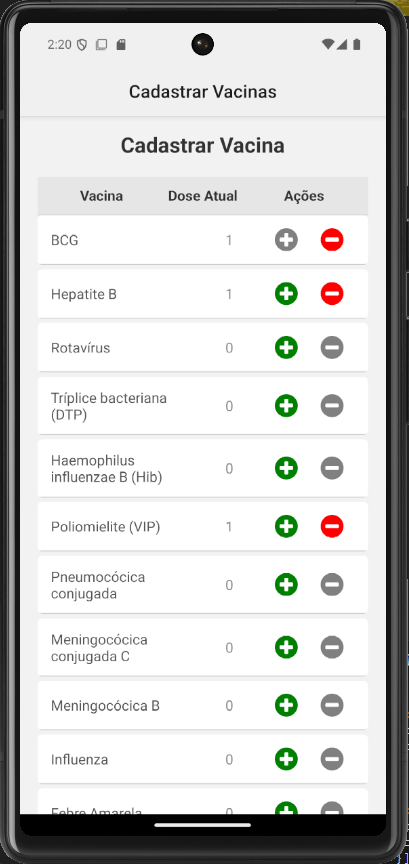 2:20
Cadastrar Vacinas
Cadastrar Vacina
Vacina Dose Atual Ações
BCG 1
Hepatite B 1
Rotavírus 0
Tríplice bacteriana
(DTP) 0
Haemophilus
influenzae B (Hib) 0
Poliomielite (VIP) 1
Pneumocócica
conjugada 0
Meningocócica
conjugada C 0
Meningocócica B 0
Influenza 0
Febre Amarela 0